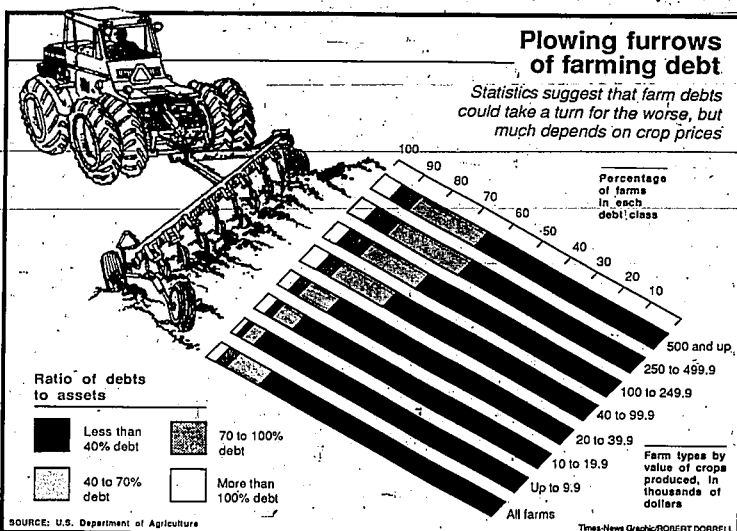 Plowing furrows
of farming debt
Statistics suggest that farm debts
could take a turn for the worse, but
much depends on crop prices
100
90
80
70
60
50
40
30
20
10
Percentage
of farms
in each
debt class
500 and up
250 to 499.9
100 to 249.9
40 to 99.9
20 to 39.9
10 to 19.9
Up to 9.9
All farms
Ratio of debts
to assets
Less than
40% debt
70 to 100%
debt
40 to 70%
debt
More than
100% debt
Farm types by
value of crops
produced, in
thousands of
dollars
SOURCE: U.S. Department of Agriculture
Times-News Graphic/ROBERT DORRELL